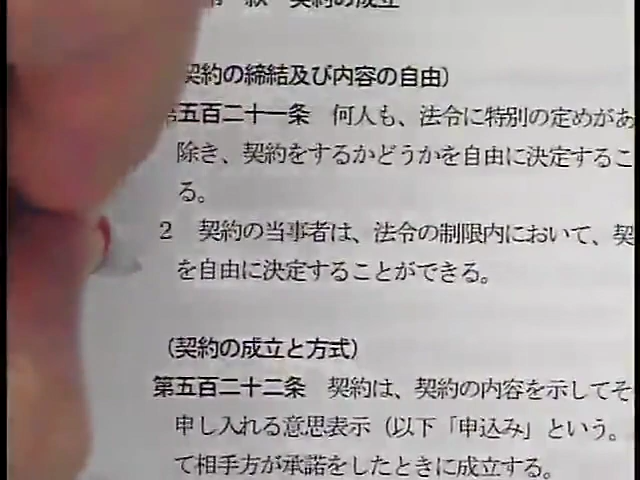 款 契約の成立
契約の締結及び内容の自由）
第五百二十一条 何人も、法令に特別の定めがあ
除き、契約をするかどうかを自由に決定するこ
る。
2 契約の当事者は、法令の制限内において、契
を自由に決定することができる。
（契約の成立と方式）
第五百二十二条 契約は、契約の内容を示してそ
申し入れる意思表示（以下「申込み」という。
て相手方が承諾をしたときに成立する。